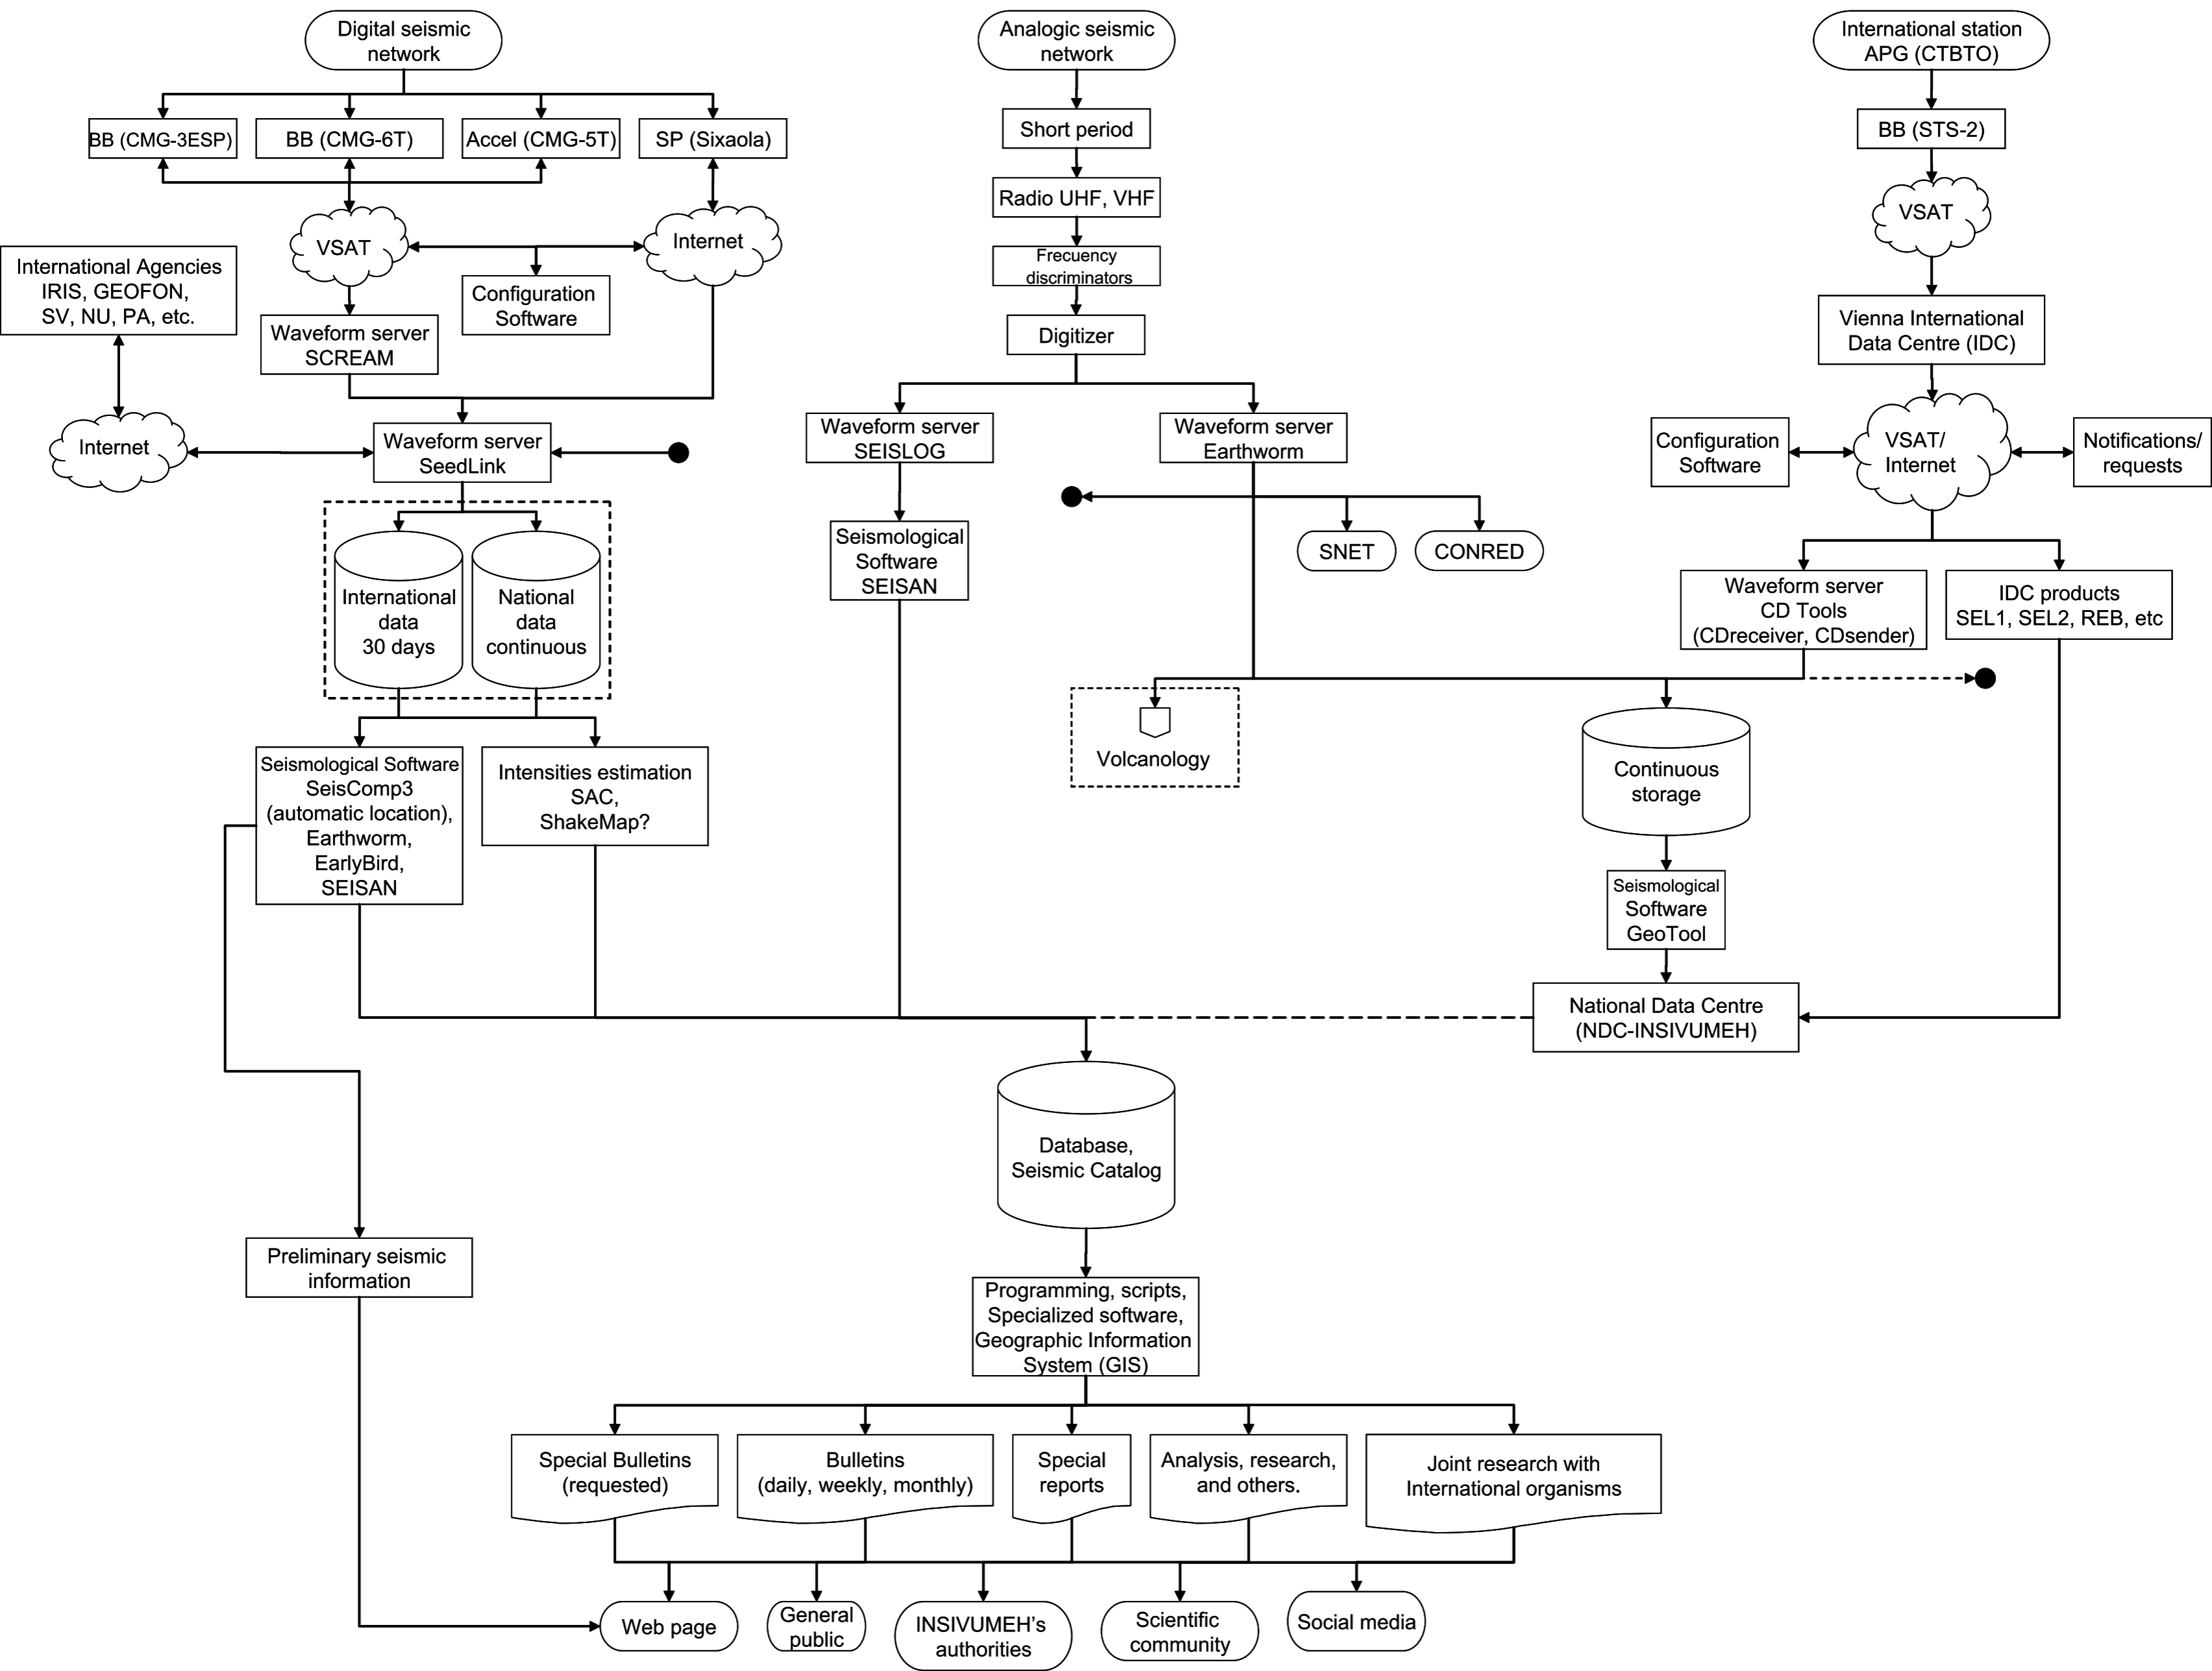 Digital seismic
network
Analogic seismic
network
International station
APG (CTBTO)
BB (CMG-3ESP)
BB (CMG-6T)
Accel (CMG-5T)
SP (Sixaola)
Short period
BB (STS-2)
Radio UHF, VHF
VSAT
Internet
VSAT
International Agencies
IRIS, GEOFON,
SV, NU, PA, etc.
Configuration
Software
Frecuency
discriminators
Waveform server
SCREAM
Digitizer
Vienna International
Data Centre (IDC)
Internet
Waveform server
SeedLink
Waveform server
SEISLOG
Waveform server
Earthworm
Configuration
Software
VSAT/
Internet
Notifications/
requests
International
data
30 days
National
data
continuous
Seismological
Software
SEISAN
SNET
CONRED
Waveform server
CD Tools
(CDreceiver, CDsender)
IDC products
SEL1, SEL2, REB, etc
Seismological Software
SeisComp3
(automatic location),
Earthworm,
EarlyBird,
SEISAN
Intensities estimation
SAC,
ShakeMap?
Volcanology
Continuous
storage
Seismological
Software
GeoTool
National Data Centre
(NDC-INSIVUMEH)
Database,
Seismic Catalog
Preliminary seismic
information
Programming, scripts,
Specialized software,
Geographic Information
System (GIS)
Special Bulletins
(requested)
Bulletins
(daily, weekly, monthly)
Special
reports
Analysis, research,
and others.
Joint research with
International organisms
Web page
General
public
INSIVUMEH's
authorities
Scientific
community
Social media